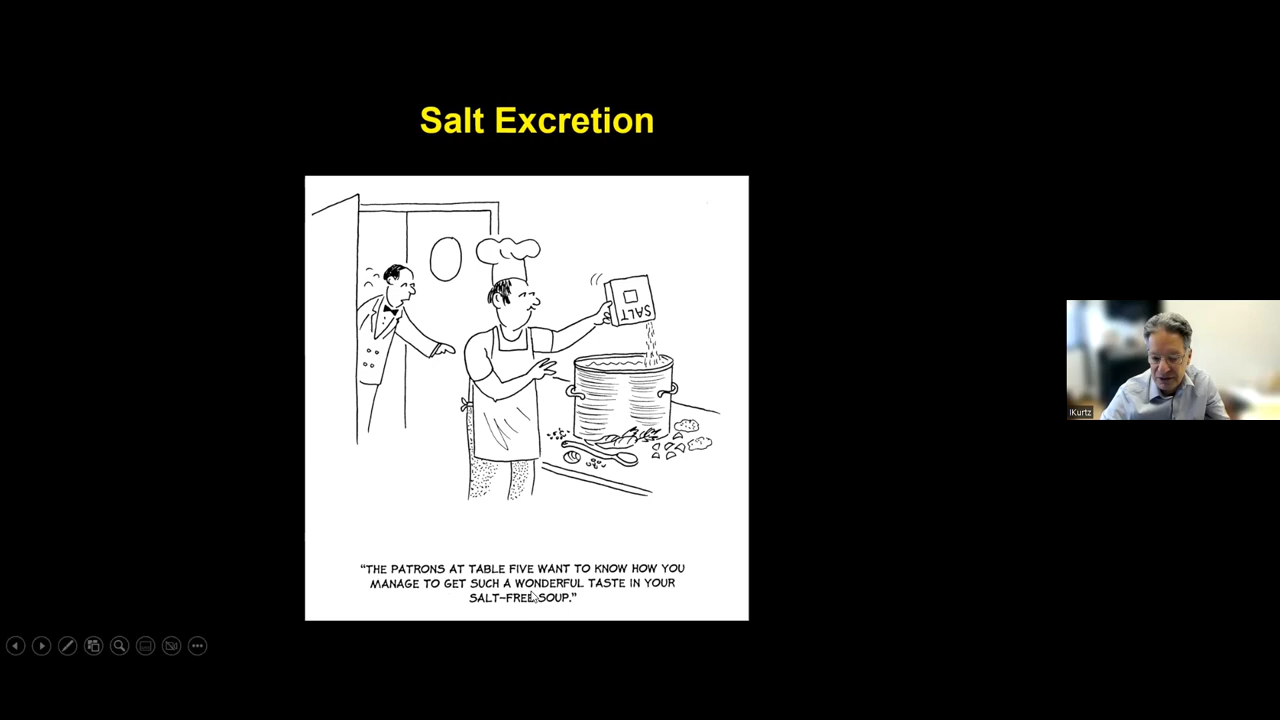 Salt Excretion
SALT
"THE PATRONS AT TABLE FIVE WANT TO KNOW HOW YOU
MANAGE TO GET SUCH A WONDERFUL TASTE IN YOUR
SALT-FREE SOUP."
iKurtz